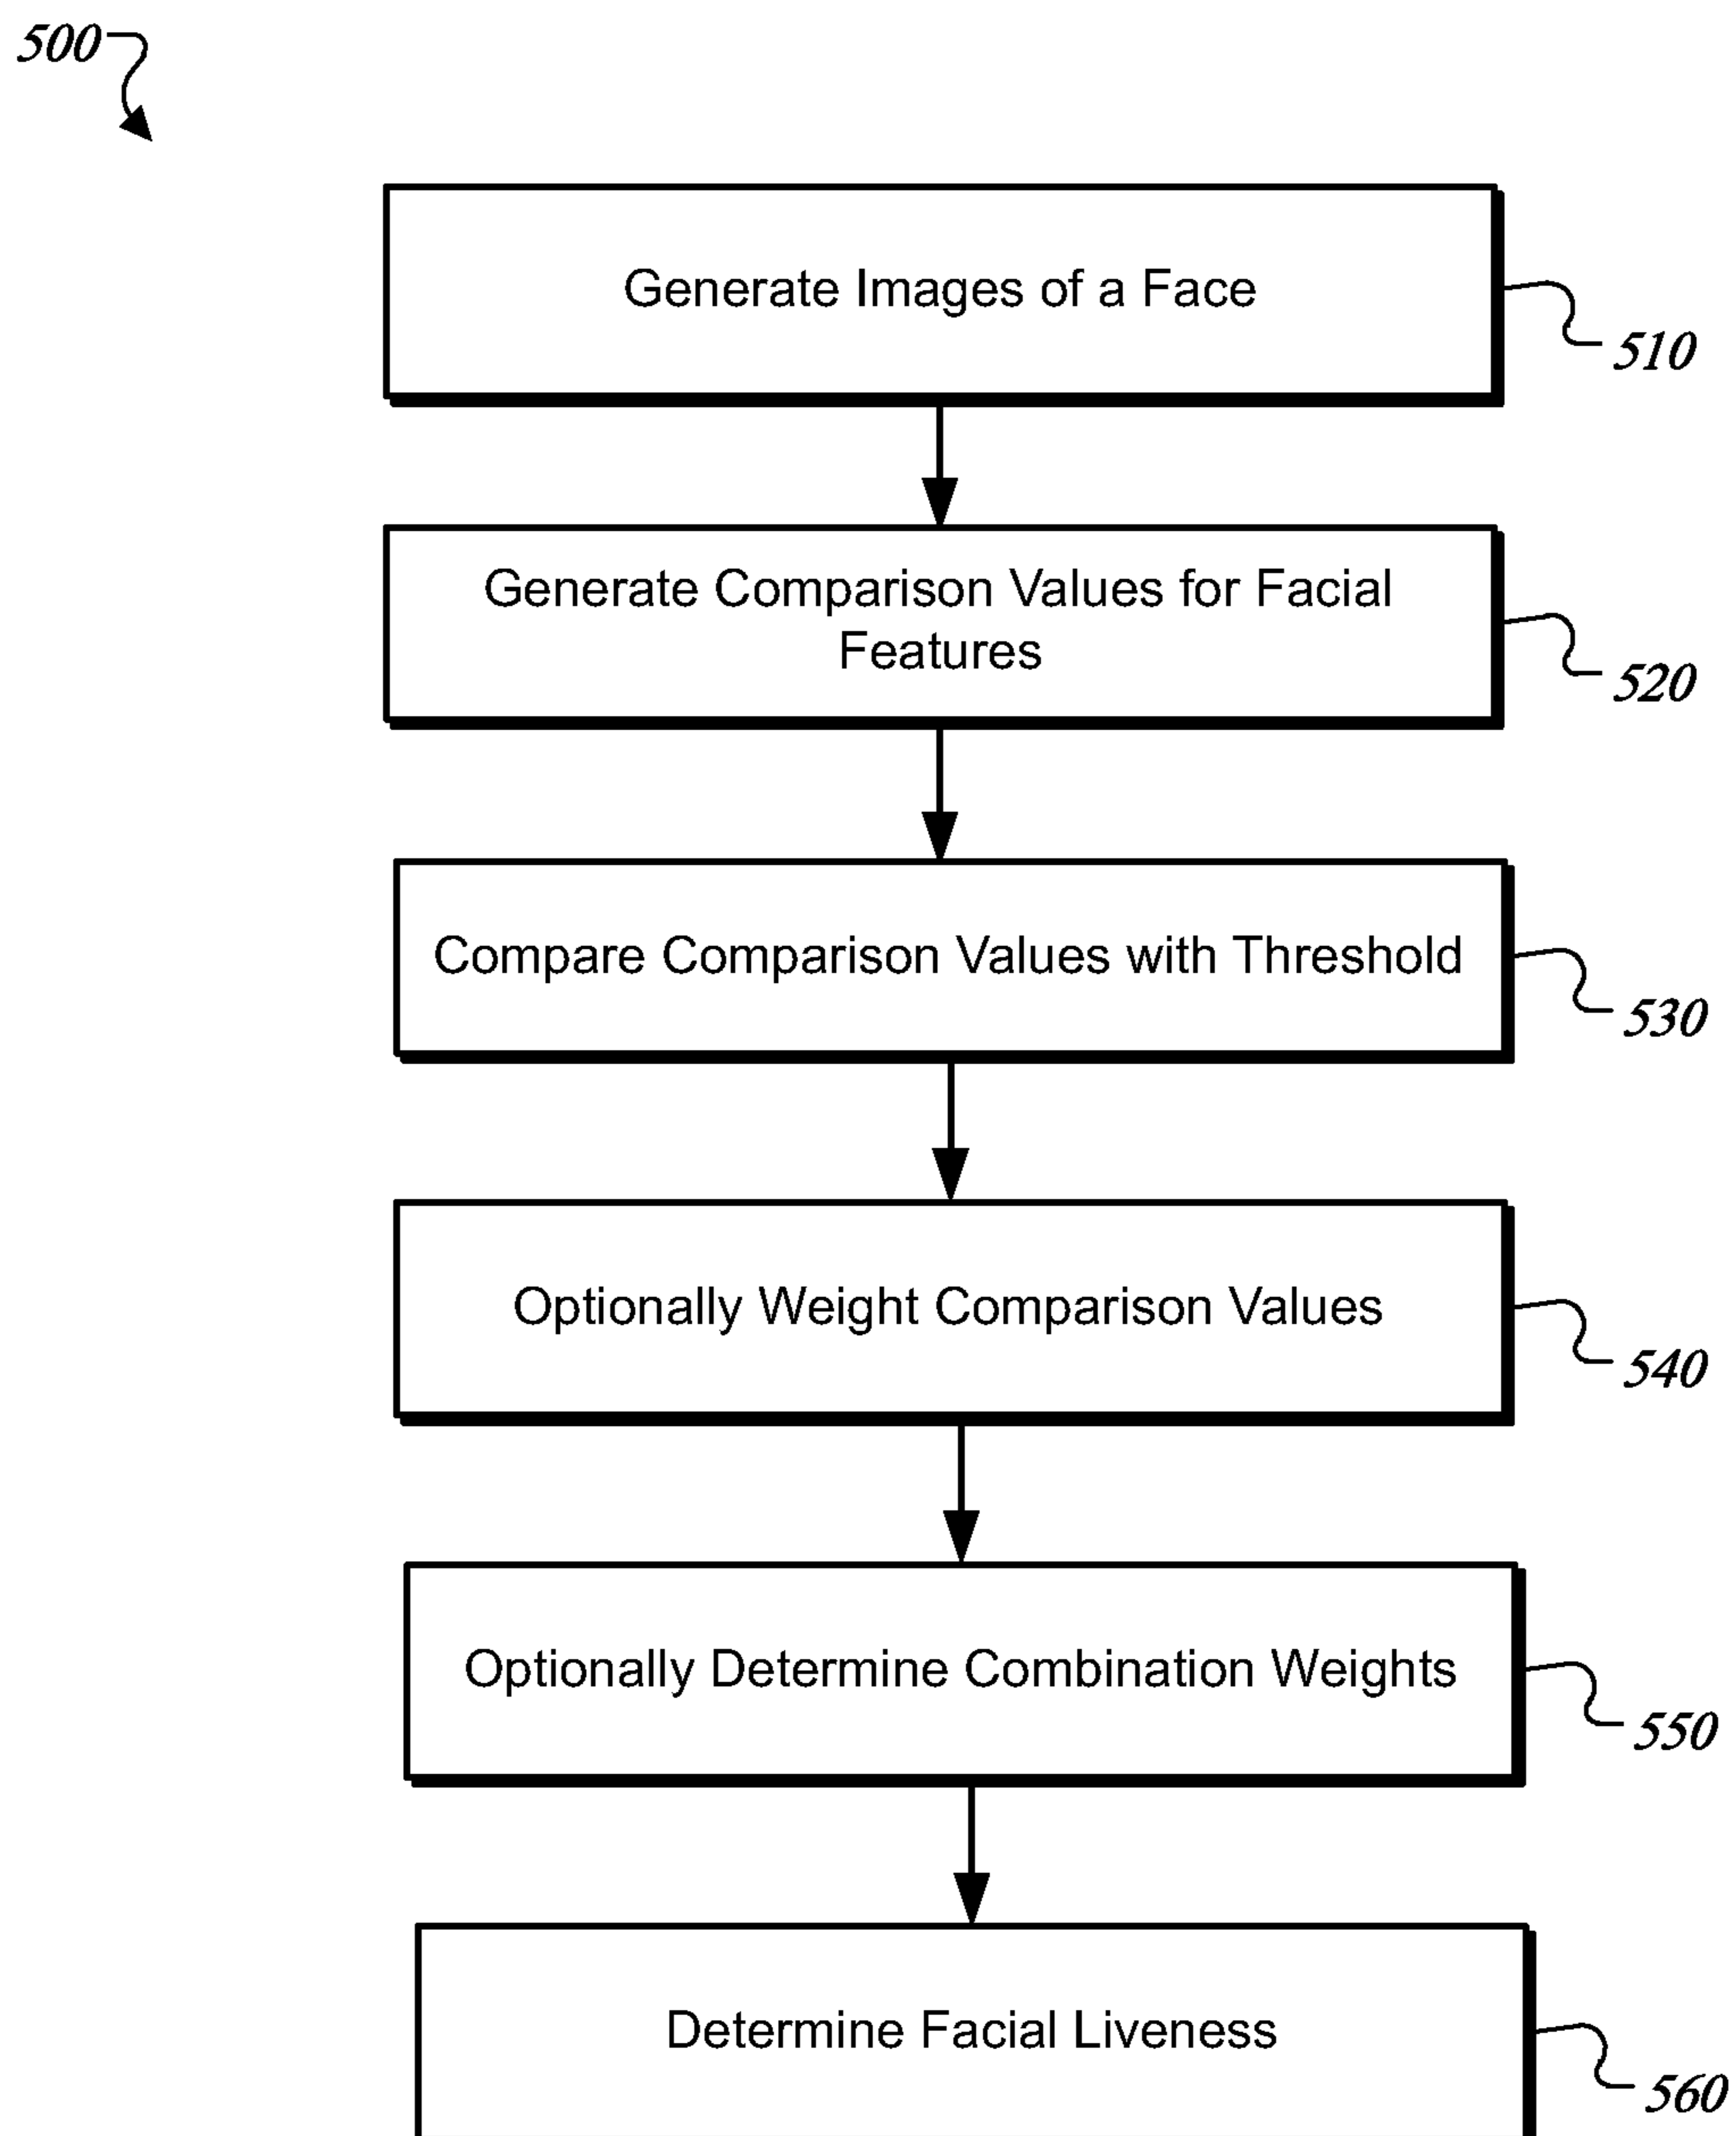 500
Generate Images of a Face
510
Generate Comparison Values for Facial
Features
520
Compare Comparison Values with Threshold
530
Optionally Weight Comparison Values
540
Optionally Determine Combination Weights
550
Determine Facial Liveness
560